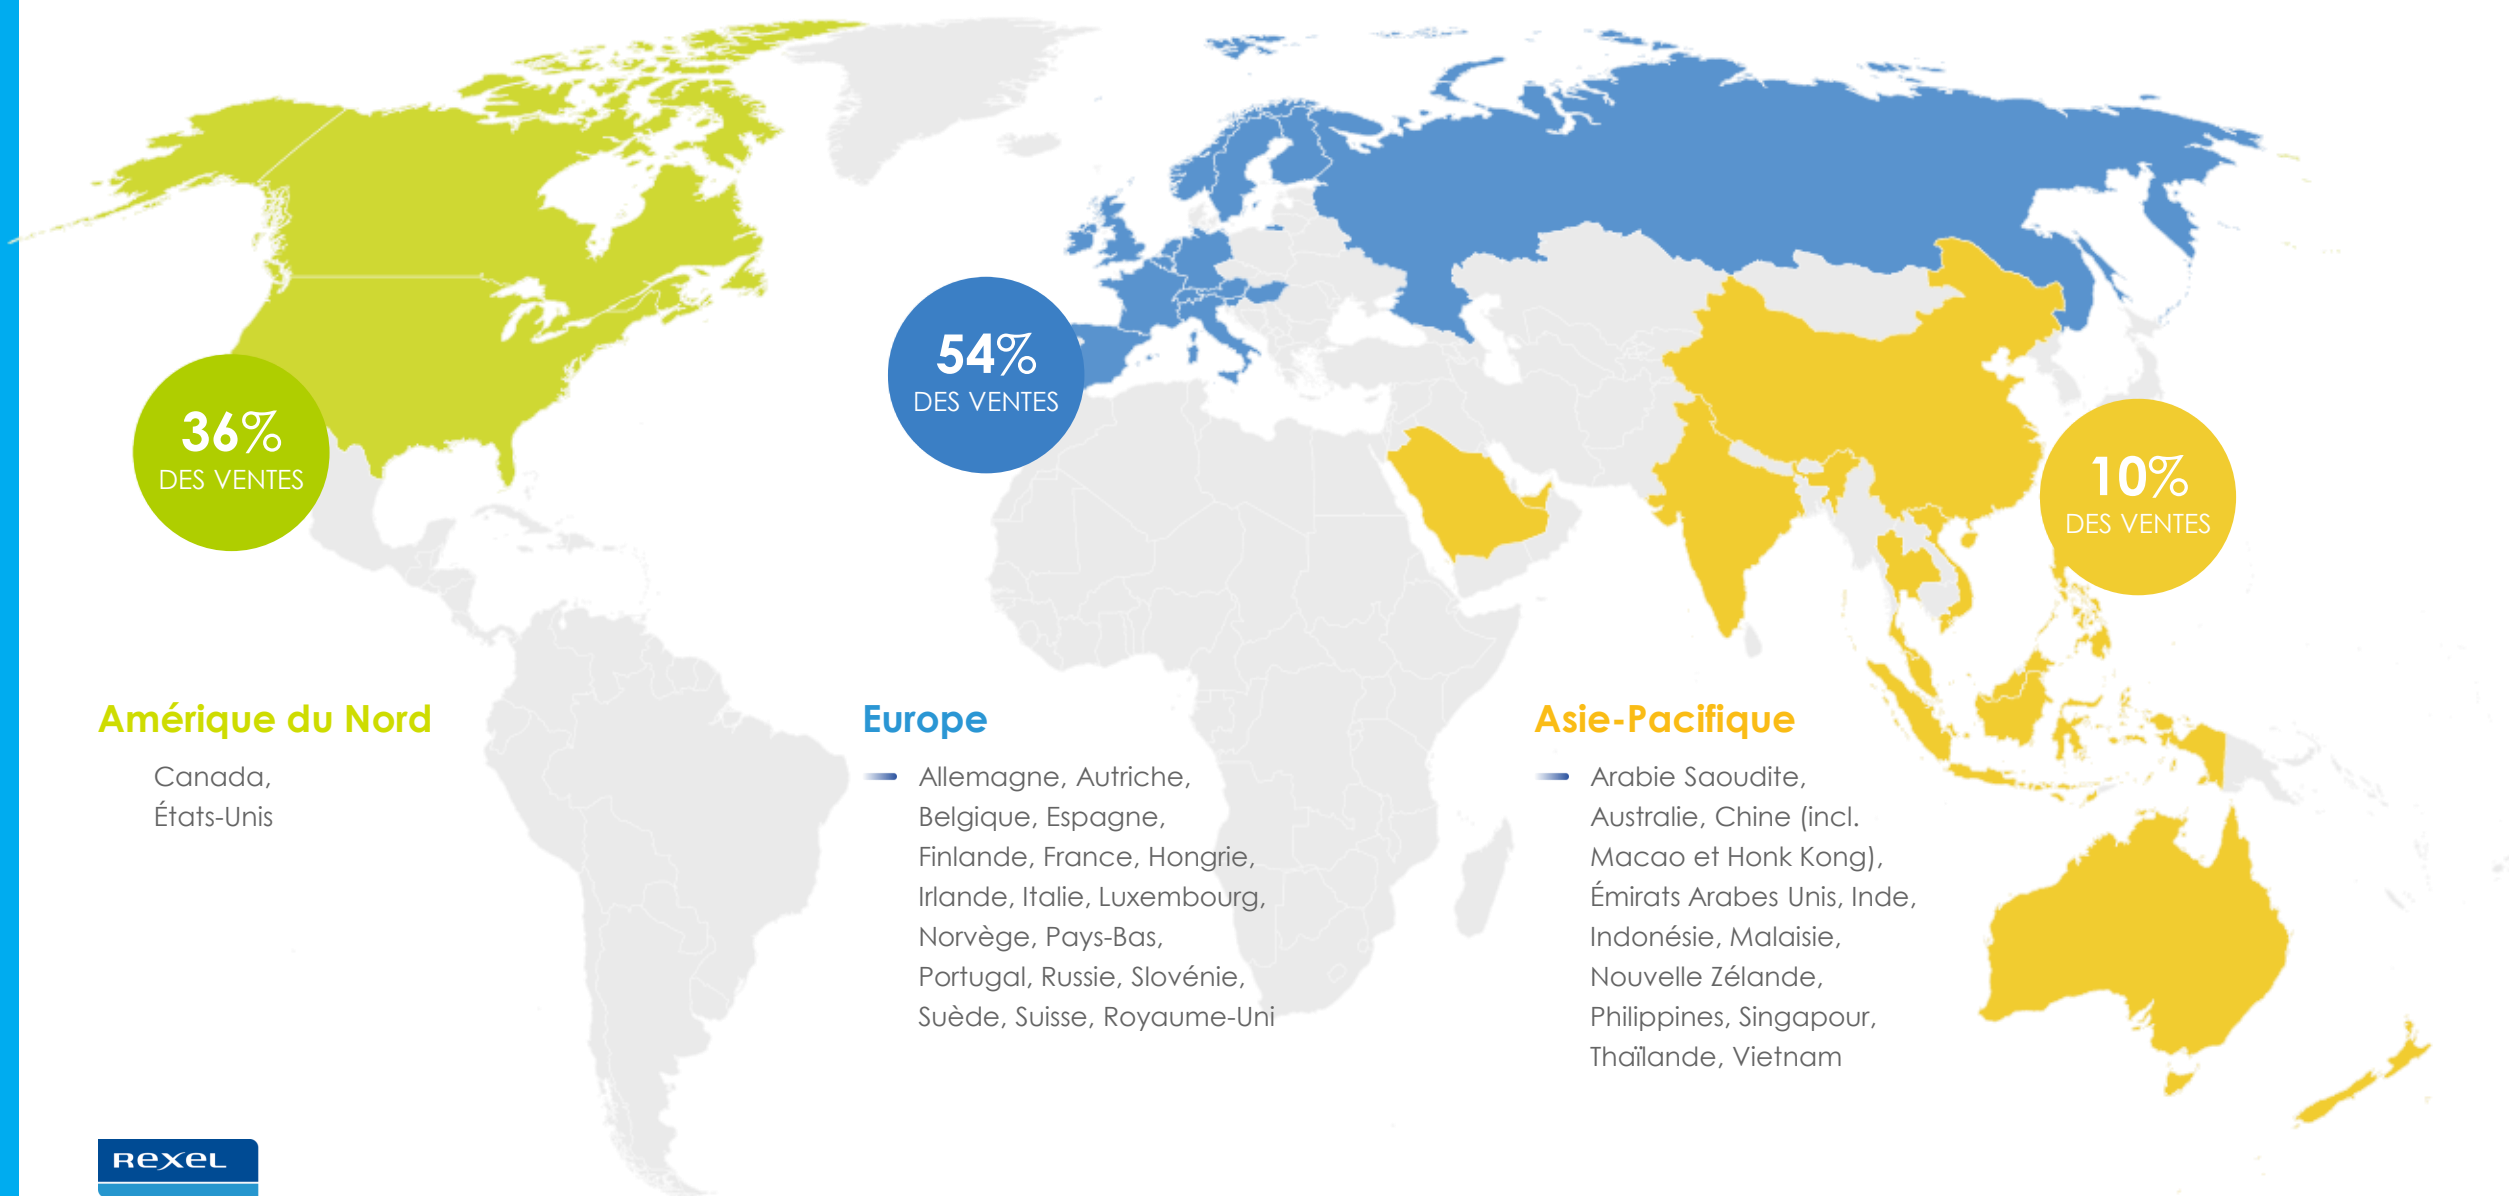 36%
DES VENTES
54%
DES VENTES
10%
DES VENTES
Amérique du Nord
Canada,
États-Unis
Europe
Allemagne, Autriche,
Belgique, Espagne,
Finlande, France, Hongrie,
Irlande, Italie, Luxembourg,
Norvège, Pays-Bas,
Portugal, Russie, Slovénie,
Suède, Suisse, Royaume-Uni
Asie-Pacifique
Arabie Saoudite,
Australie, Chine (incl.
Macao et Honk Kong),
Émirats Arabes Unis, Inde,
Indonésie, Malaisie,
Nouvelle Zélande,
Philippines, Singapour,
Thaïlande, Vietnam
REXEL